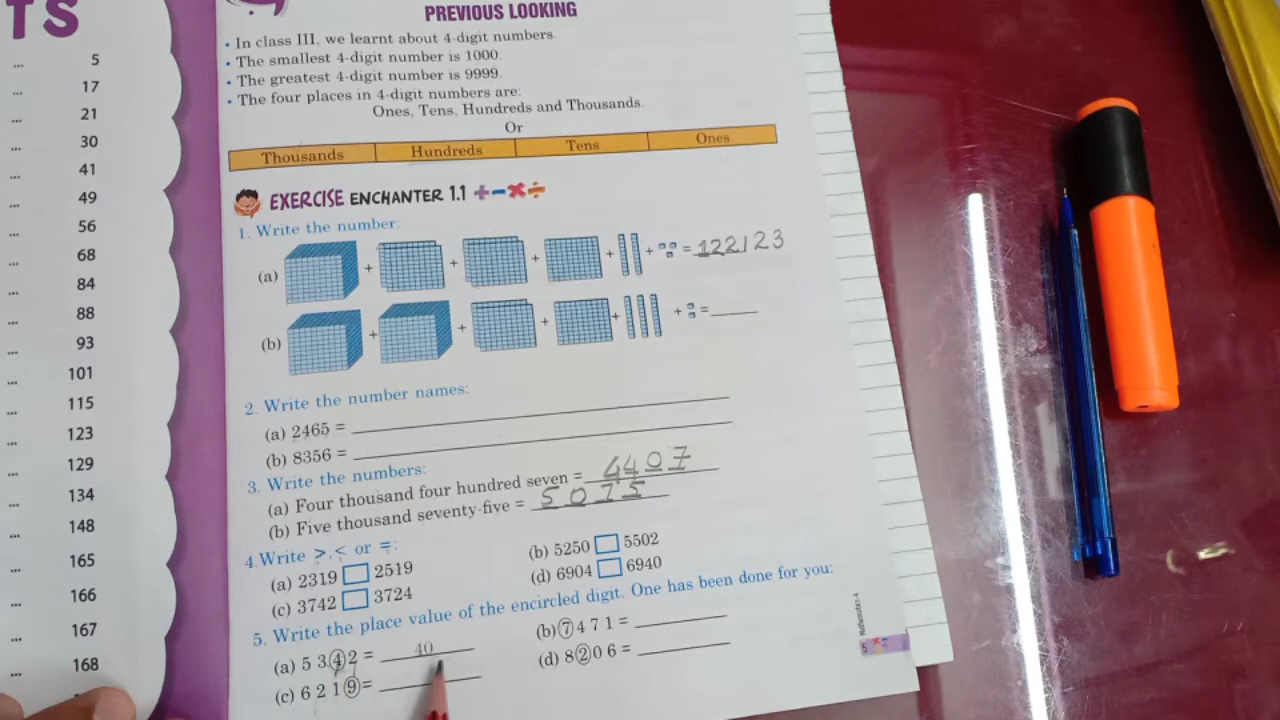 TS
... 5
... 17
... 21
... 30
... 41
... 49
... 56
... 68
... 84
... 88
... 93
... 101
... 115
... 123
... 129
... 134
... 148
... 165
... 166
... 167
... 168
PREVIOUS LOOKING
• In class III, we learnt about 4-digit numbers.
• The smallest 4-digit number is 1000.
• The greatest 4-digit number is 9999.
• The four places in 4-digit numbers are:
Ones, Tens, Hundreds and Thousands.
Or
Thousands Hundreds Tens Ones
EXERCISE ENCHANTER 1.1 + − × ÷
1. Write the number:
(a) + + + + + = 122123
(b) + + + + + =
2. Write the number names:
(a) 2465 =
(b) 8356 =
3. Write the numbers:
(a) Four thousand four hundred seven = 4407
(b) Five thousand seventy-five = 5075
4. Write >, < or =:
(a) 2319 □ 2519 (b) 5250 □ 5502
(c) 3742 □ 3724 (d) 6904 □ 6940
5. Write the place value of the encircled digit. One has been done for you:
(a) 5 3 ④ 2 = 40 (b) ⑦ 4 7 1 =
(c) 6 2 1 ⑨ = (d) 8 ② 0 6 =
Mathematics-4
5